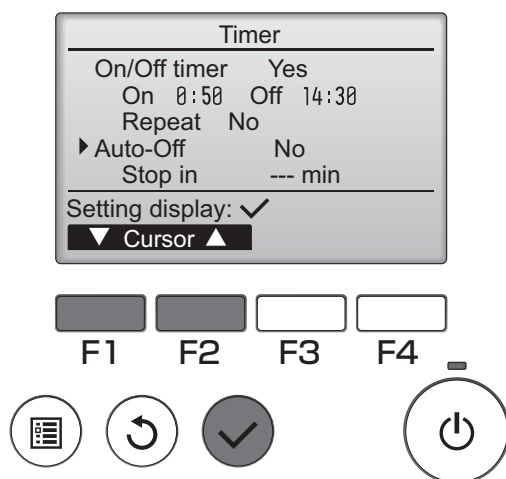 Timer
On/Off timer Yes
On 0:50 Off 14:30
Repeat No
Auto-Off No
Stop in --- min
Setting display:
Cursor
F1 F2 F3 F4